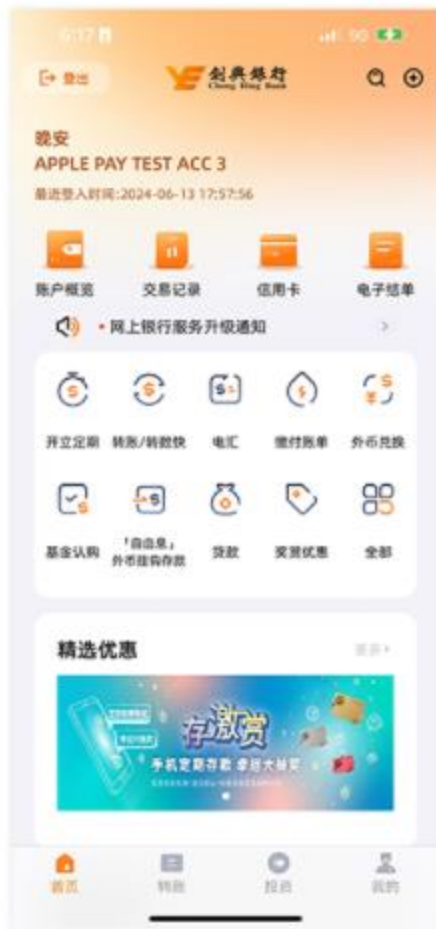 6:17
90
登出
创興銀行
Chong Hing Bank
晚安
APPLE PAY TEST ACC 3
最近登入时间:2024-06-13 17:57:56
账户概览 交易记录 信用卡 电子结单
• 网上银行服务升级通知
开立定期 转账/转数快 电汇 缴付账单 外币兑换
基金认购 「自由息」外币挂钩存款 贷款 奖赏优惠 全部
精选优惠 更多
存激赏
手机定期存款 幸运大抽奖
首页 转账 投资 我的